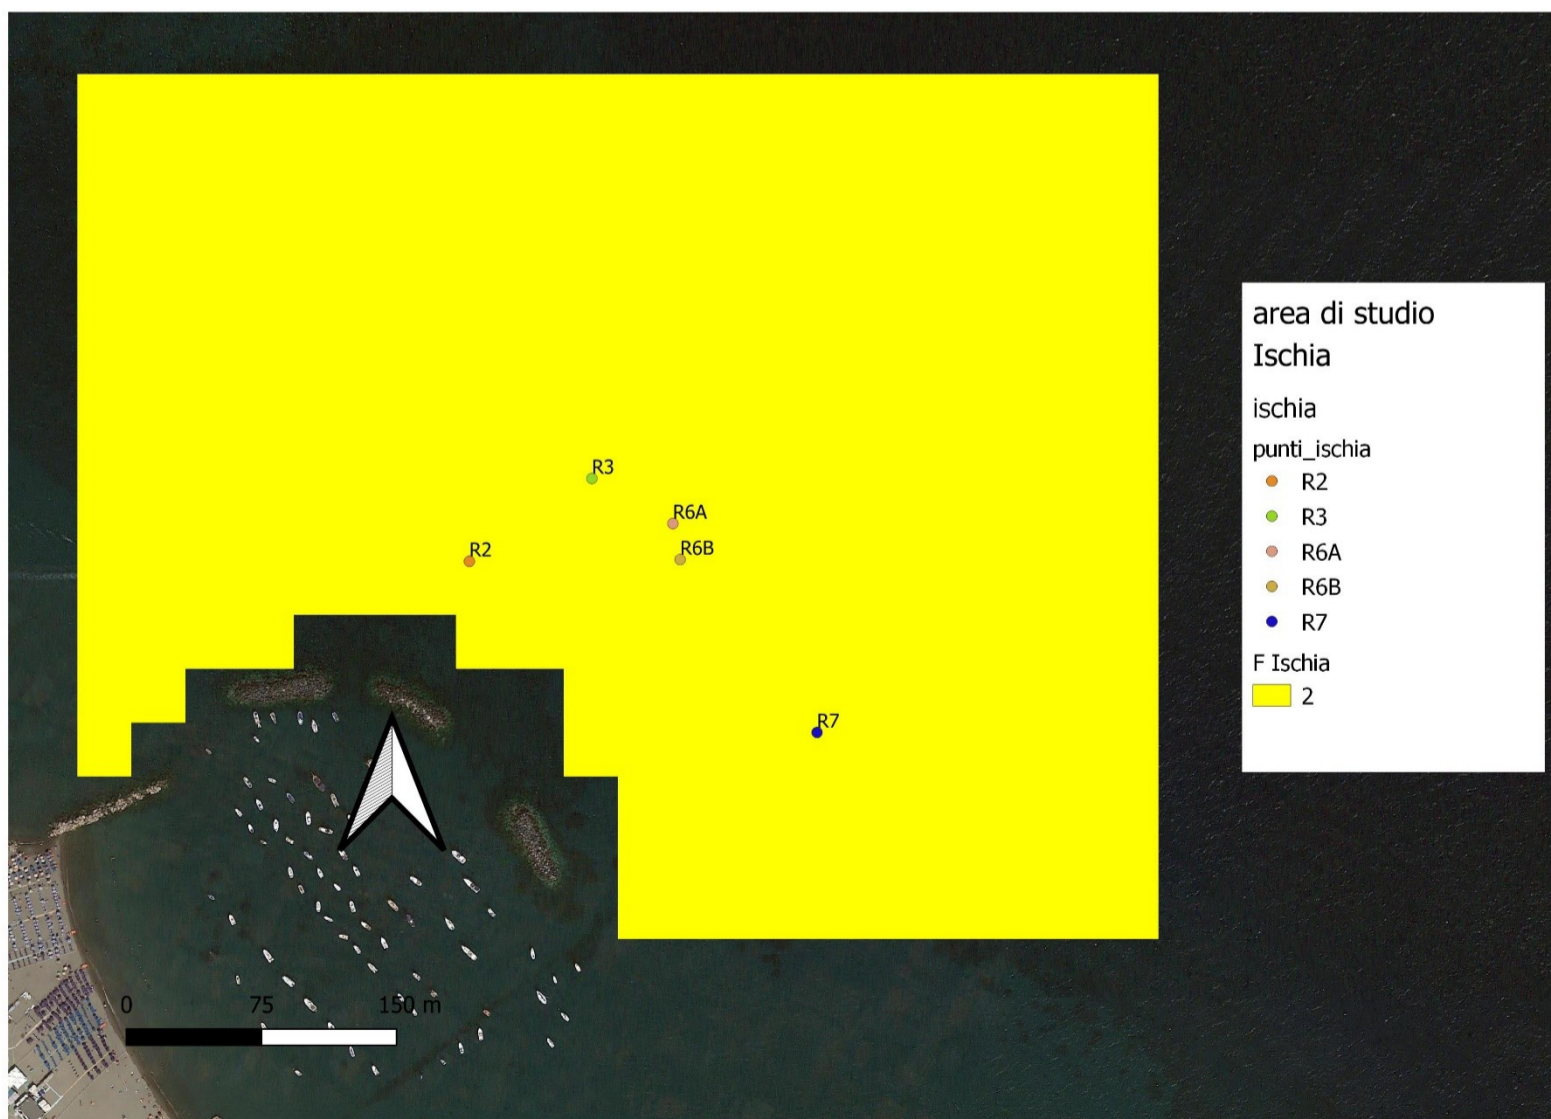 R3
R6A
R2
R6B
R7
0 75 150 m
area di studio
Ischia
ischia
punti_ischia
R2
R3
R6A
R6B
R7
F Ischia
2